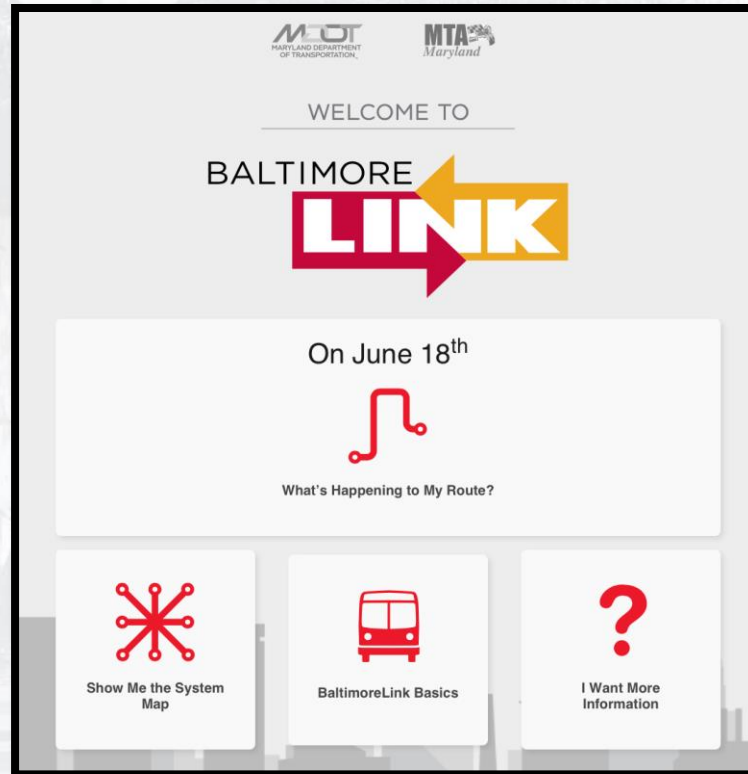 MDOT
MARYLAND DEPARTMENT
OF TRANSPORTATION
MTA
Maryland
WELCOME TO
BALTIMORE
LINK
On June 18th
What's Happening to My Route?
Show Me the System
Map
BaltimoreLink Basics
I Want More
Information
?